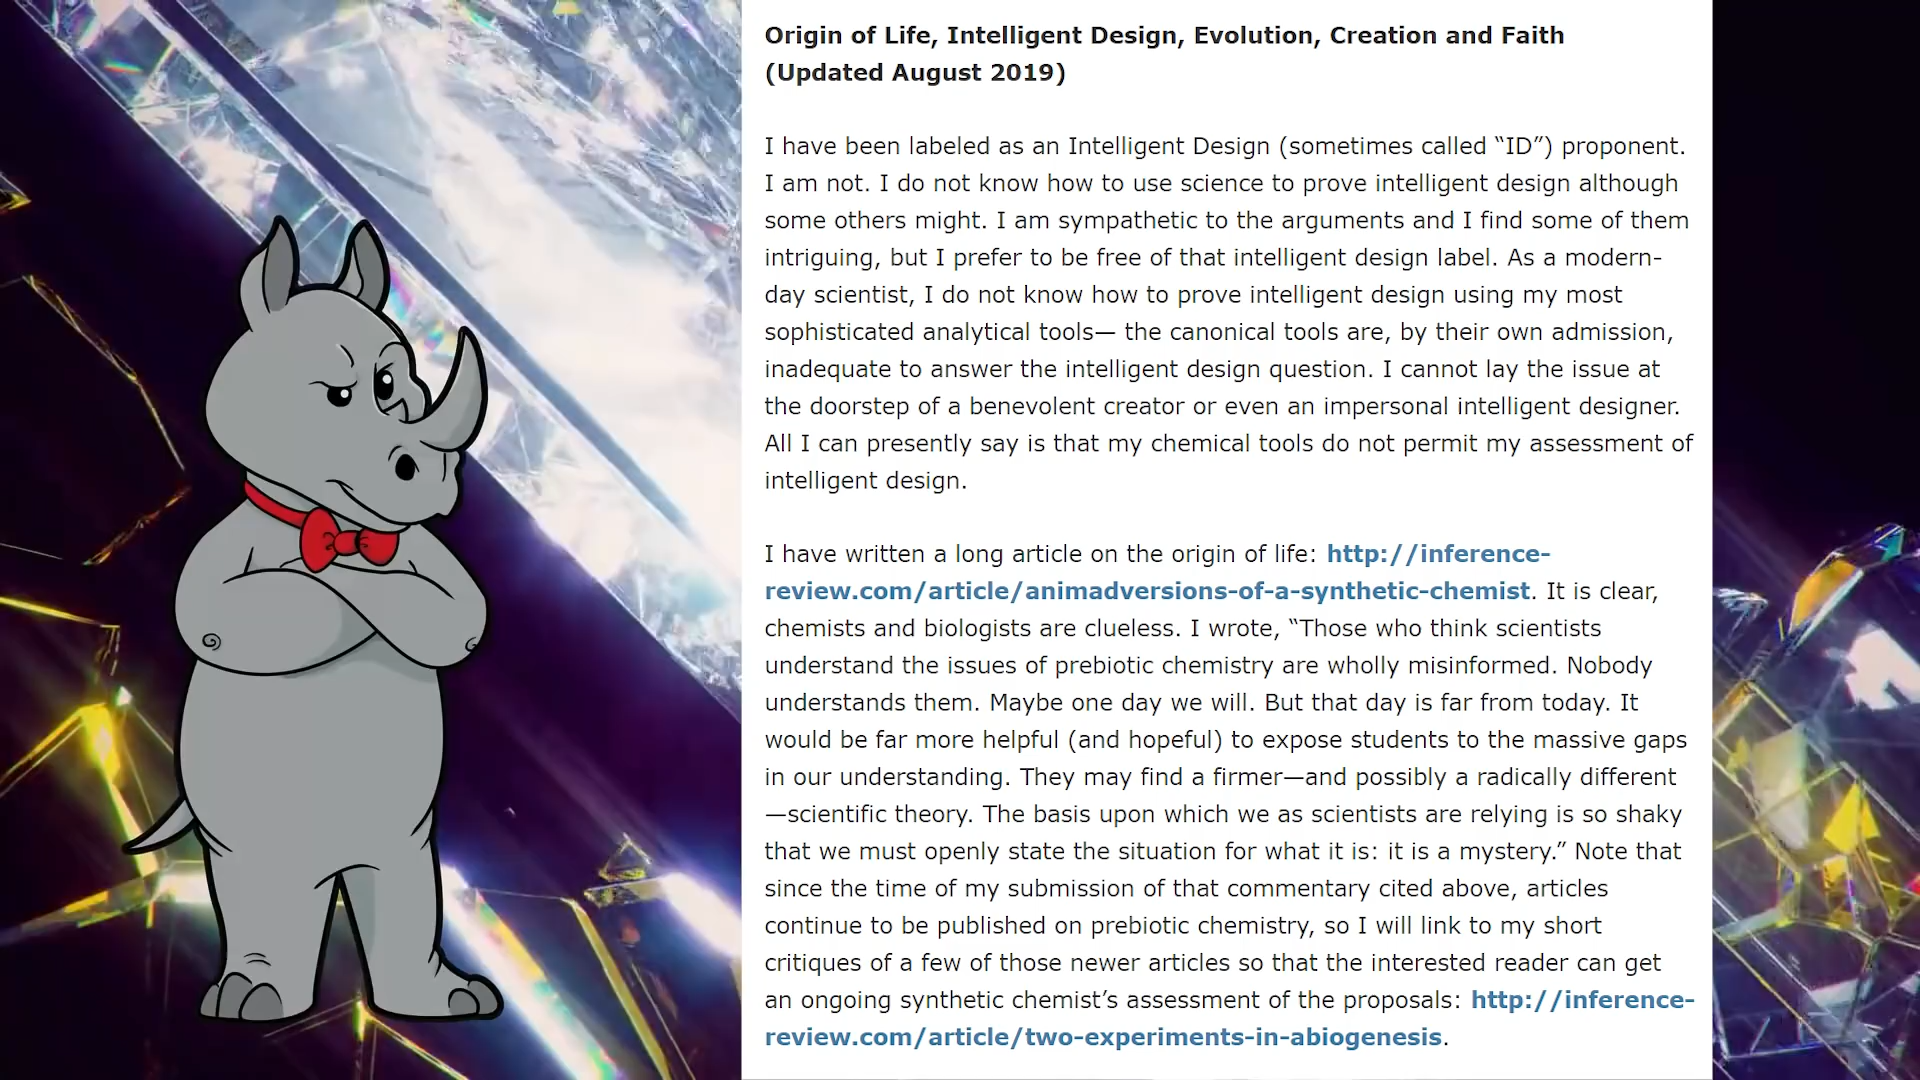 Origin of Life, Intelligent Design, Evolution, Creation and Faith
(Updated August 2019)
I have been labeled as an Intelligent Design (sometimes called “ID”) proponent.
I am not. I do not know how to use science to prove intelligent design although
some others might. I am sympathetic to the arguments and I find some of them
intriguing, but I prefer to be free of that intelligent design label. As a modern-
day scientist, I do not know how to prove intelligent design using my most
sophisticated analytical tools— the canonical tools are, by their own admission,
inadequate to answer the intelligent design question. I cannot lay the issue at
the doorstep of a benevolent creator or even an impersonal intelligent designer.
All I can presently say is that my chemical tools do not permit my assessment of
intelligent design.
I have written a long article on the origin of life: http://inference-
review.com/article/animadversions-of-a-synthetic-chemist. It is clear,
chemists and biologists are clueless. I wrote, “Those who think scientists
understand the issues of prebiotic chemistry are wholly misinformed. Nobody
understands them. Maybe one day we will. But that day is far from today. It
would be far more helpful (and hopeful) to expose students to the massive gaps
in our understanding. They may find a firmer—and possibly a radically different
—scientific theory. The basis upon which we as scientists are relying is so shaky
that we must openly state the situation for what it is: it is a mystery.” Note that
since the time of my submission of that commentary cited above, articles
continue to be published on prebiotic chemistry, so I will link to my short
critiques of a few of those newer articles so that the interested reader can get
an ongoing synthetic chemist’s assessment of the proposals: http://inference-
review.com/article/two-experiments-in-abiogenesis.